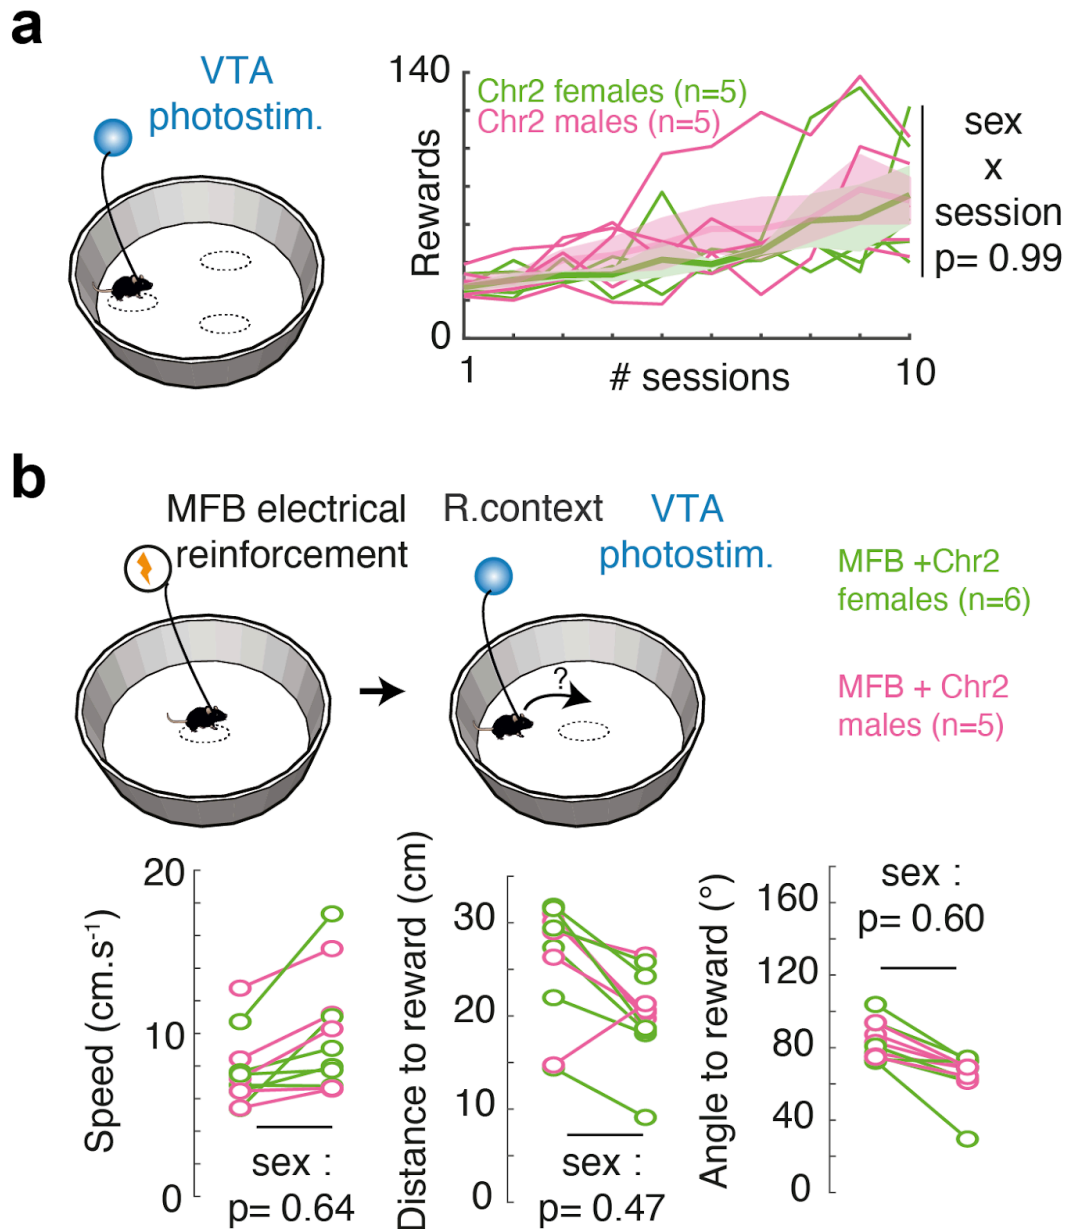 a
VTA
photostim.
140
Rewards
0
Chr2 females (n=5)
Chr2 males (n=5)
1
# sessions
10
sex
x
session
p= 0.99
b
MFB electrical
reinforcement
R.context
VTA
photostim.
?
MFB +Chr2
females (n=6)
MFB + Chr2
males (n=5)
Speed (cm.s⁻¹)
20
10
0
sex :
p= 0.64
Distance to reward (cm)
30
20
10
0
sex :
p= 0.47
Angle to reward (°)
160
120
80
40
0
sex :
p= 0.60